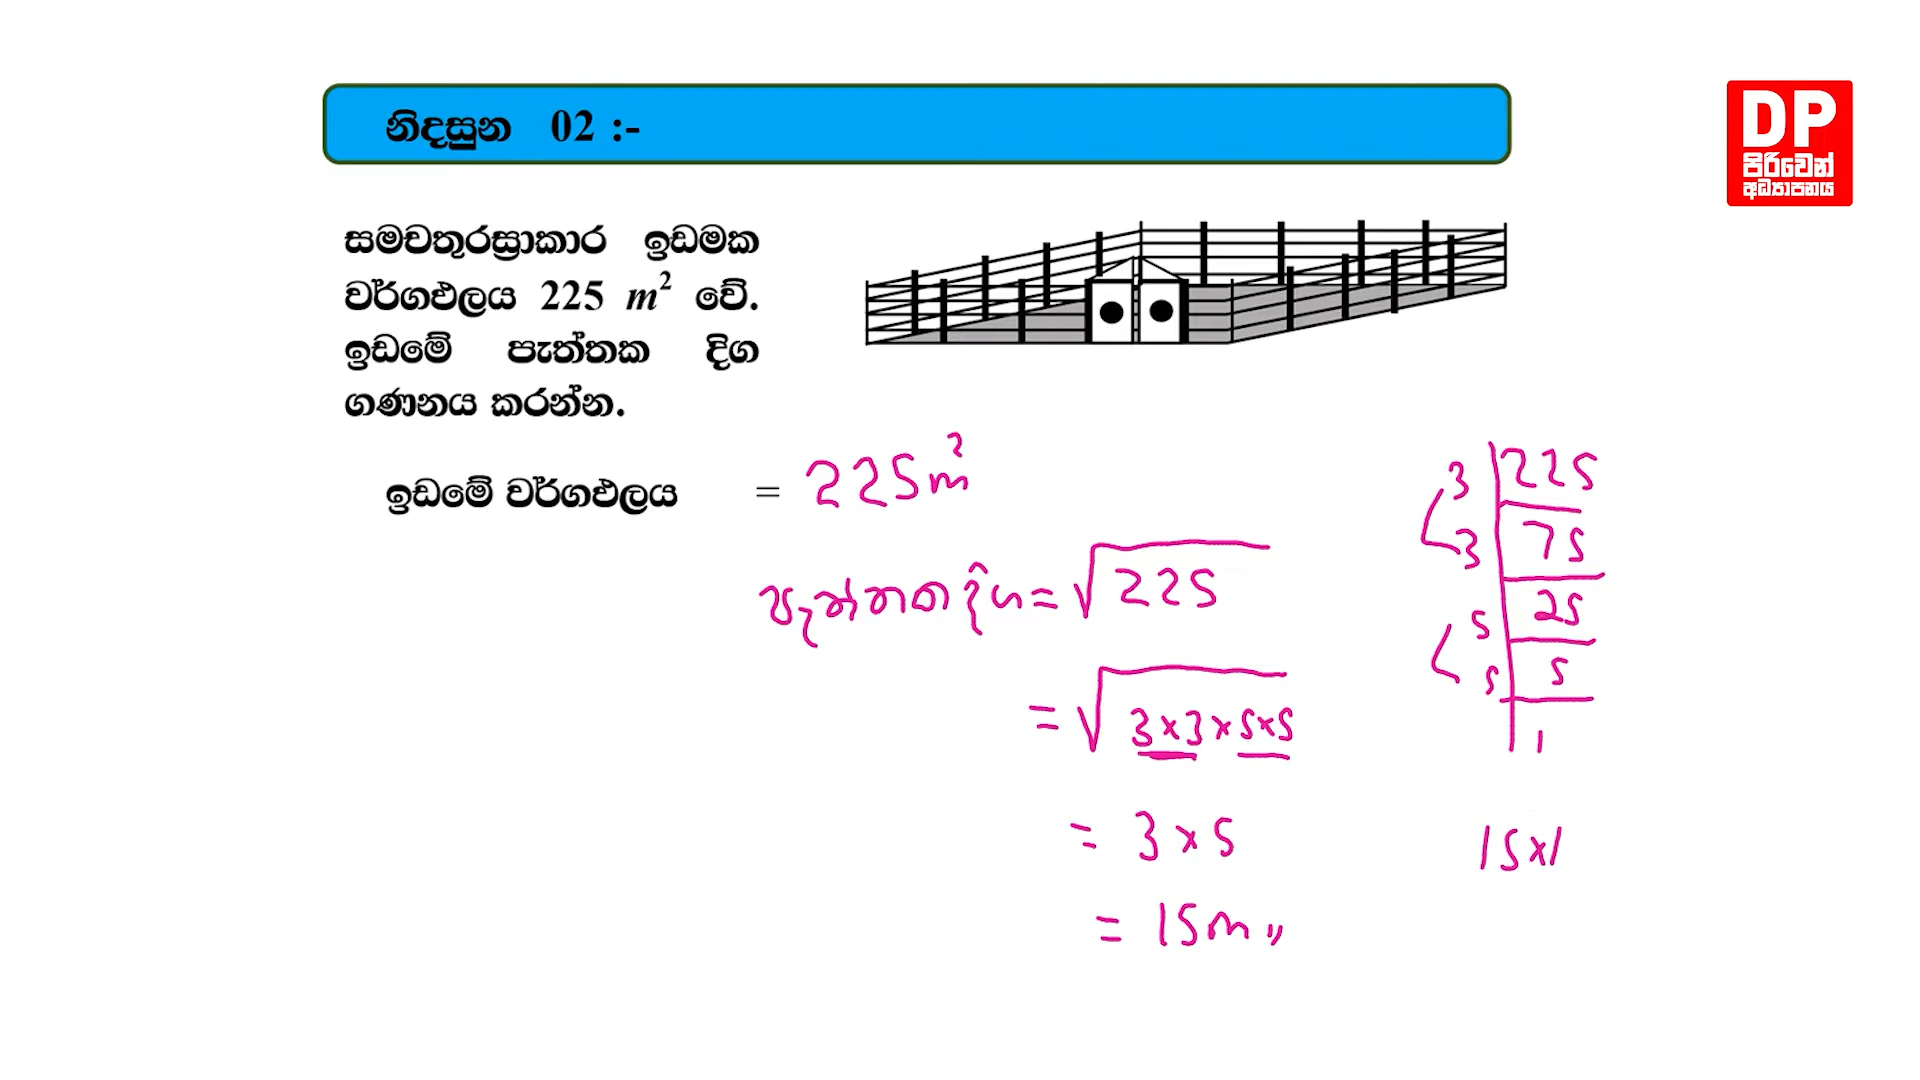 නිදසුන 02 :-
DP
පිරිවෙන්
අධ්‍යාපනය
සමචතුරස්‍රාකාර ඉඩමක
වර්ගඵලය 225 m² වේ.
ඉඩමේ පැත්තක දිග
ගණනය කරන්න.
ඉඩමේ වර්ගඵලය = 225m²
පැත්තක දිග = √225
= √3×3×5×5
= 3×5
= 15m,,
3 225
3 75
5 25
5 5
1
15×1